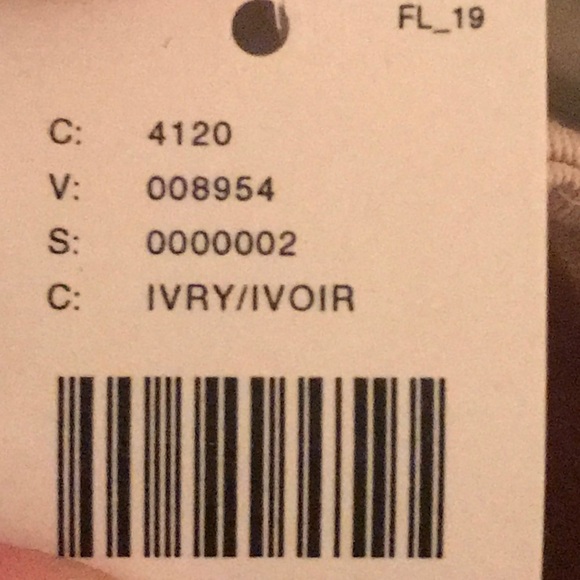 FL_19
C: 4120
V: 008954
S: 0000002
C: IVRY/IVOIR